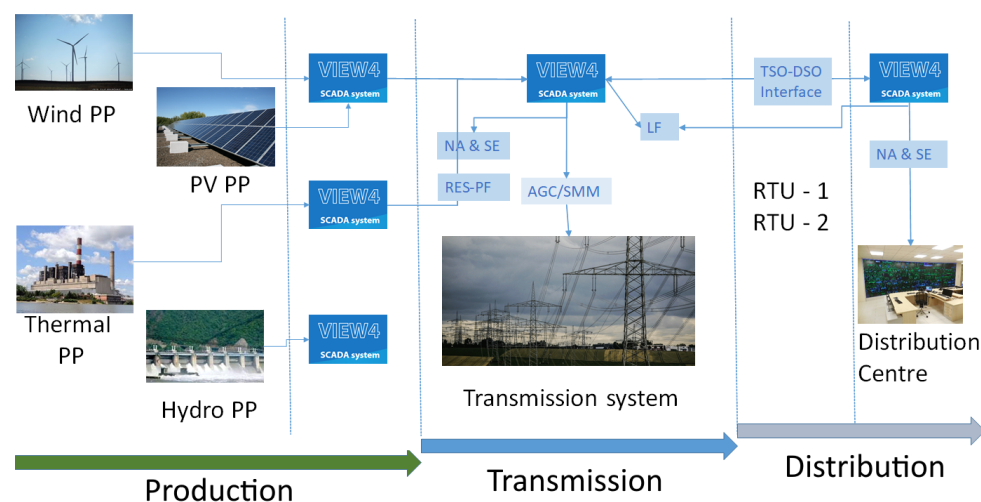 VIEW4
SCADA system
VIEW4
SCADA system
TSO-DSO
Interface
VIEW4
SCADA system
Wind PP
LF
NA & SE
NA & SE
PV PP
VIEW4
SCADA system
RES-PF
AGC/SMM
RTU - 1
RTU - 2
Thermal
PP
VIEW4
SCADA system
Distribution
Centre
Hydro PP
Transmission system
Production
Transmission
Distribution